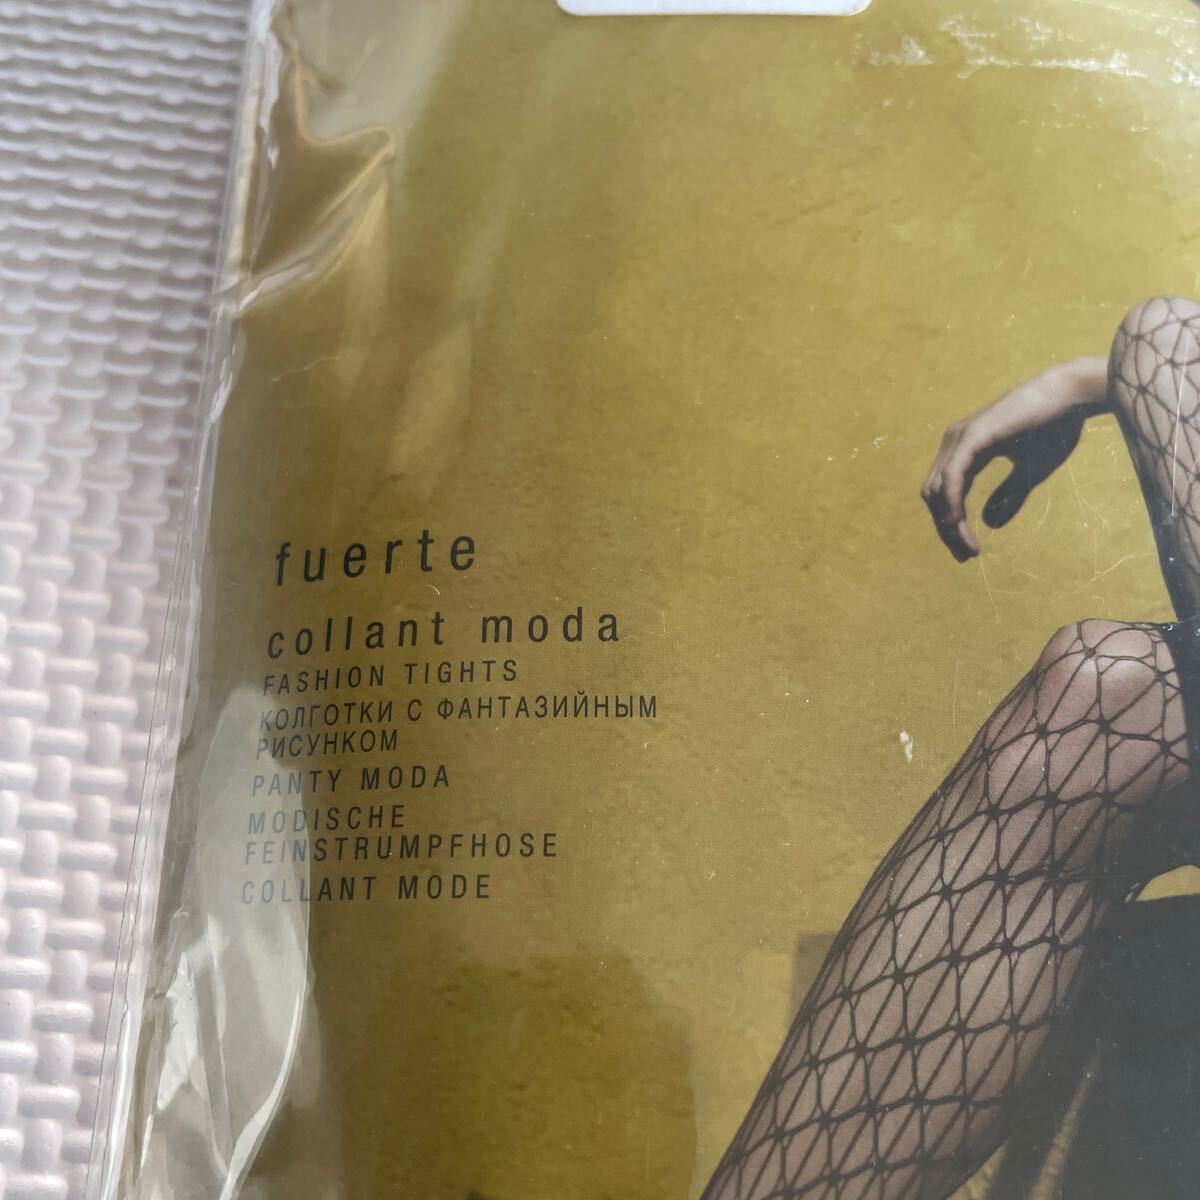 fuerte
collant moda
FASHION TIGHTS
КОЛГОТКИ С ФАНТАЗИЙНЫМ
РИСУНКОМ
PANTY MODA
MODISCHE
FEINSTRUMPFHOSE
COLLANT MODE